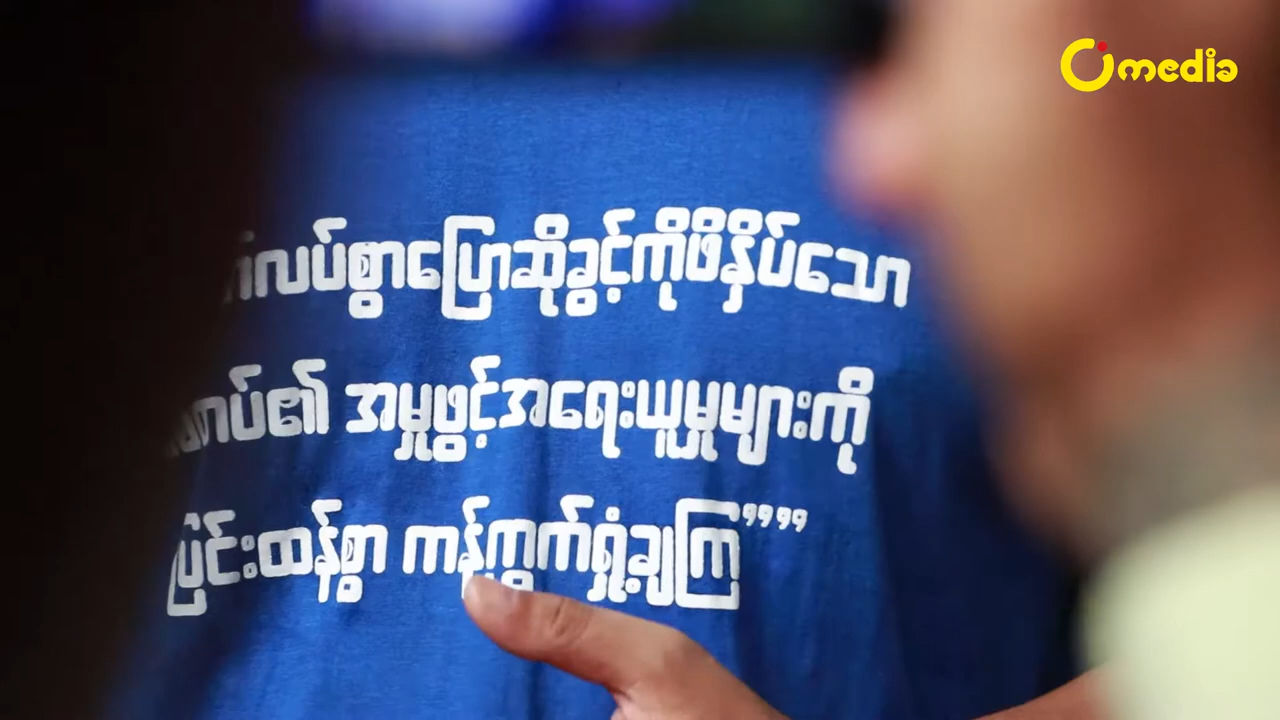 media
လပ်စွာပြောဆိုခွင့်ကိုဖိနှိပ်သော
အမှုဖွင့်အရေးယူမှုများကို
ပြင်းထန်စွာ ကန့်ကွက်ရှုံ့ချကြ””